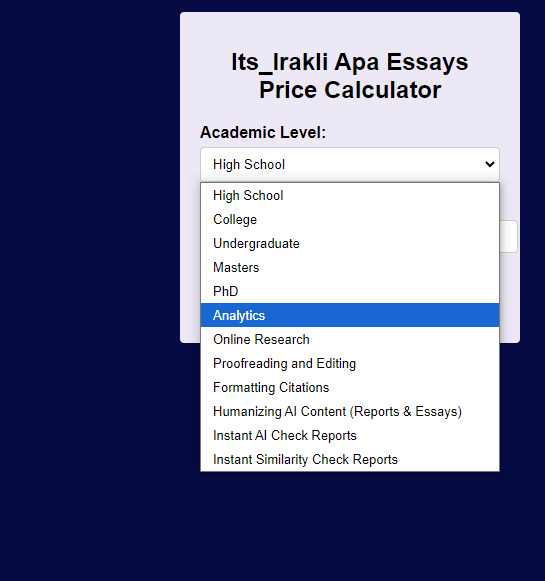 Its_Irakli Apa Essays
Price Calculator
Academic Level:
High School
High School
College
Undergraduate
Masters
PhD
Analytics
Online Research
Proofreading and Editing
Formatting Citations
Humanizing AI Content (Reports & Essays)
Instant AI Check Reports
Instant Similarity Check Reports